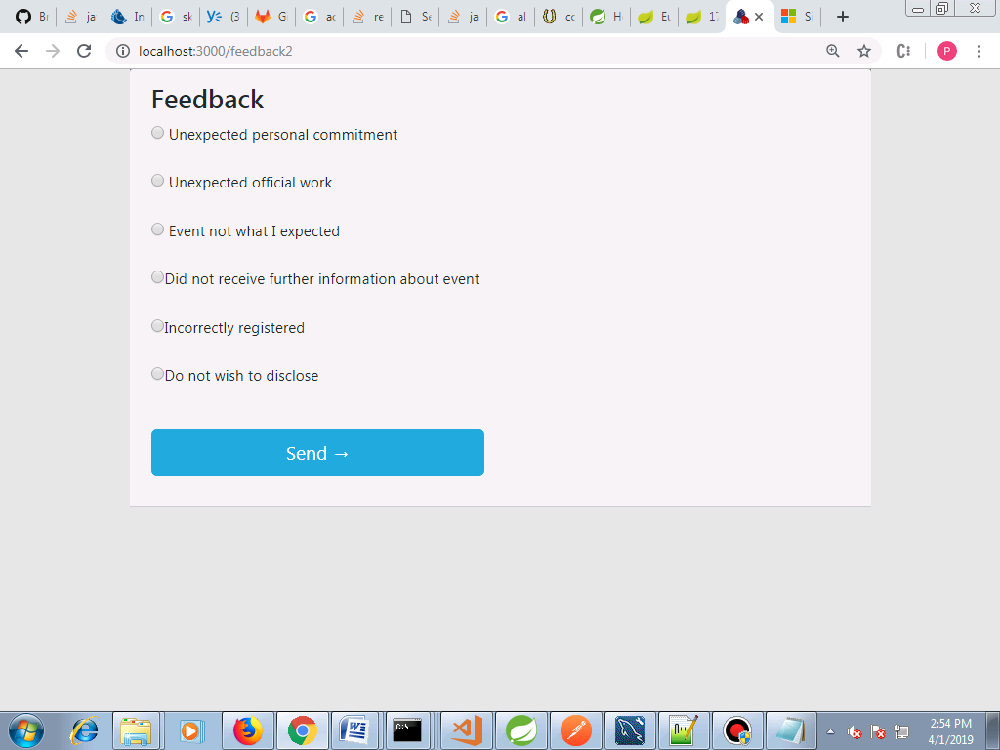 Bi
ja
In
sk
(3
G
ac
re
Se
ja
al
cc
Eu
17
Si
localhost:3000/feedback2
P
Feedback
Unexpected personal commitment
Unexpected official work
Event not what I expected
Did not receive further information about event
Incorrectly registered
Do not wish to disclose
Send →
2:54 PM
4/1/2019